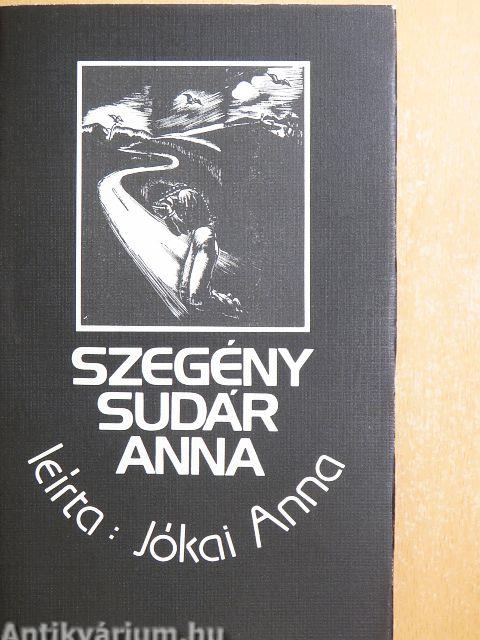 SZEGÉNY
SUDÁR
ANNA
leírta: Jókai Anna
Antikvárium.hu